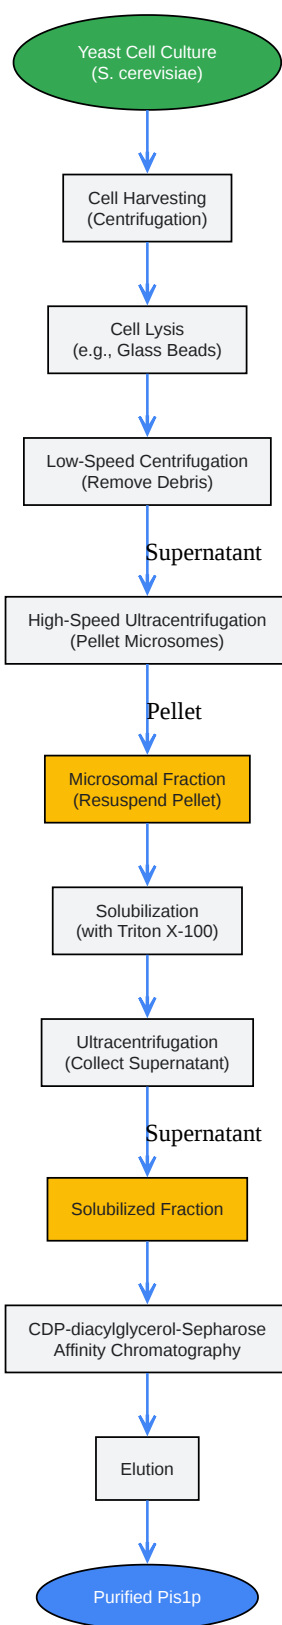 Yeast Cell Culture
(S. cerevisiae)
Cell Harvesting
(Centrifugation)
Cell Lysis
(e.g., Glass Beads)
Low-Speed Centrifugation
(Remove Debris)
Supernatant
High-Speed Ultracentrifugation
(Pellet Microsomes)
Pellet
Microsomal Fraction
(Resuspend Pellet)
Solubilization
(with Triton X-100)
Ultracentrifugation
(Collect Supernatant)
Supernatant
Solubilized Fraction
CDP-diacylglycerol-Sepharose
Affinity Chromatography
Elution
Purified Pis1p